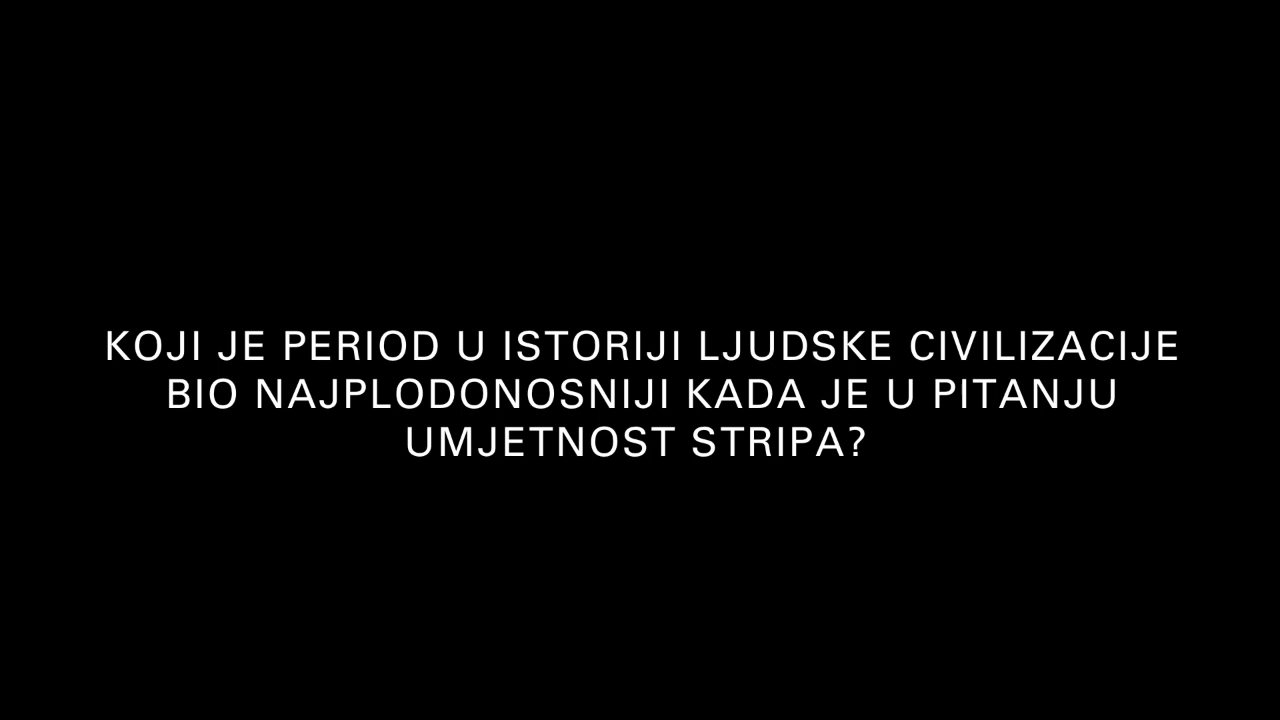 KOJI JE PERIOD U ISTORIJI LJUDSKE CIVILIZACIJE
BIO NAJPLODONOSNIJI KADA JE U PITANJU
UMJETNOST STRIPA?